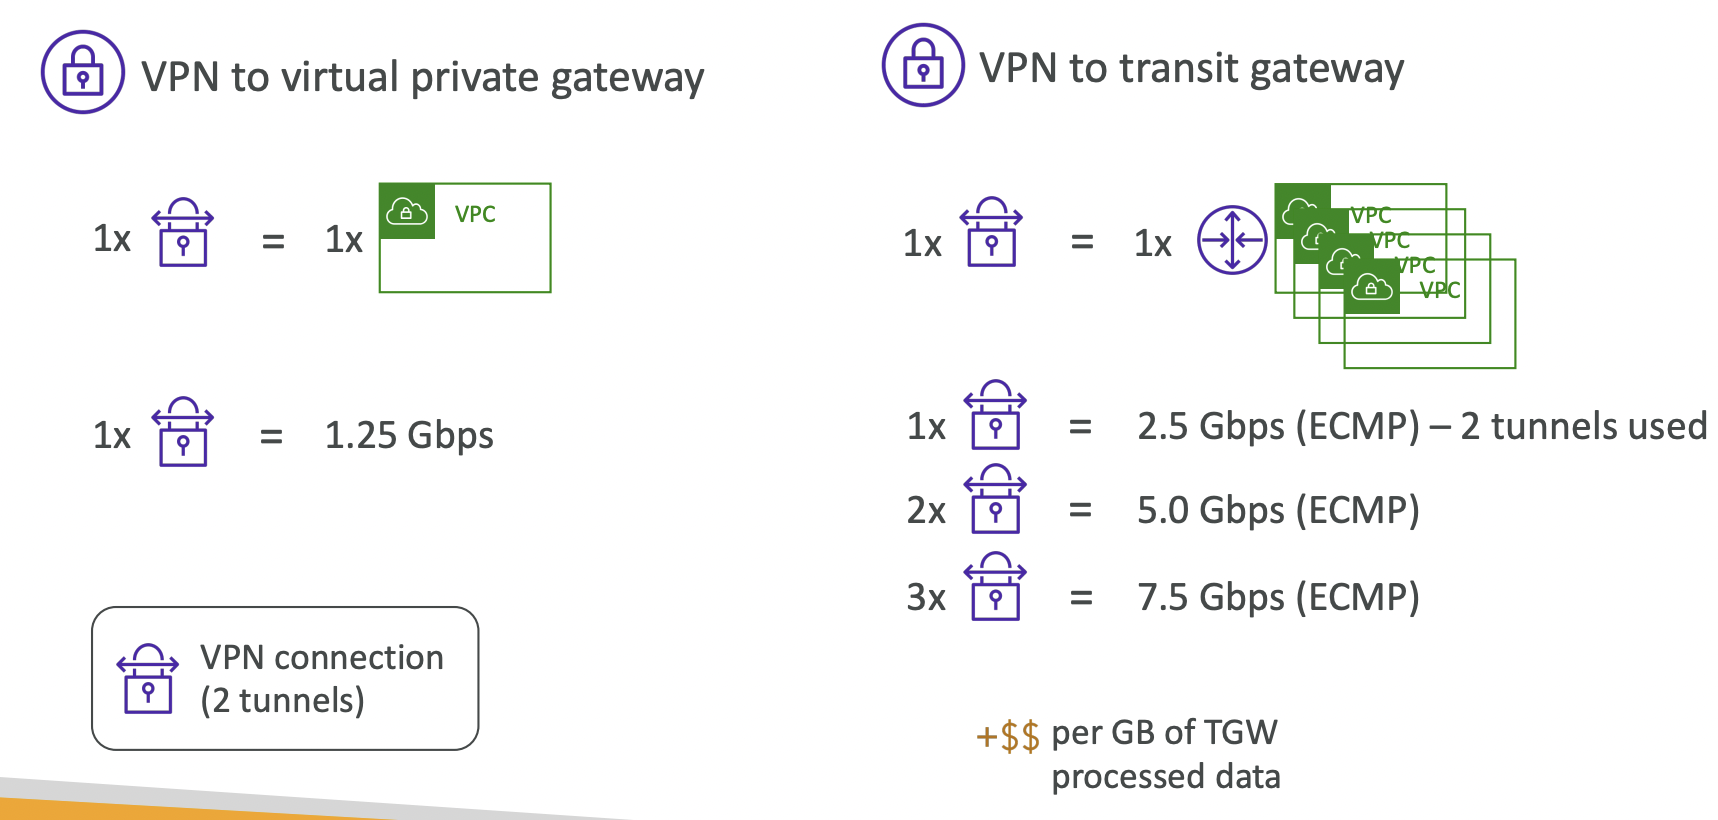 VPN to virtual private gateway
1x = 1x VPC
1x = 1.25 Gbps
VPN connection
(2 tunnels)
VPN to transit gateway
1x = 1x VPC
VPC
VPC
VPC
1x = 2.5 Gbps (ECMP) – 2 tunnels used
2x = 5.0 Gbps (ECMP)
3x = 7.5 Gbps (ECMP)
+$$ per GB of TGW
processed data